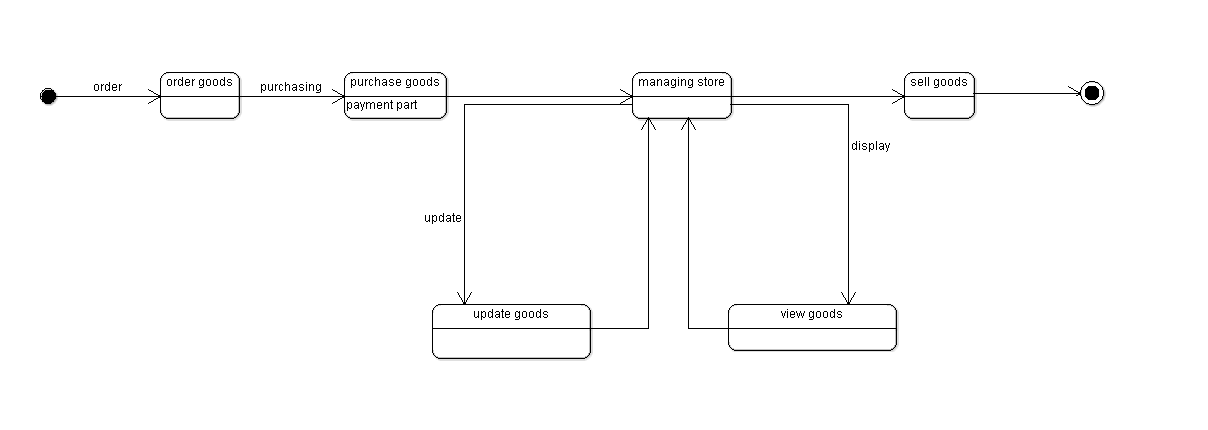 order
order goods
purchasing
purchase goods
payment part
managing store
sell goods
display
update
update goods
view goods